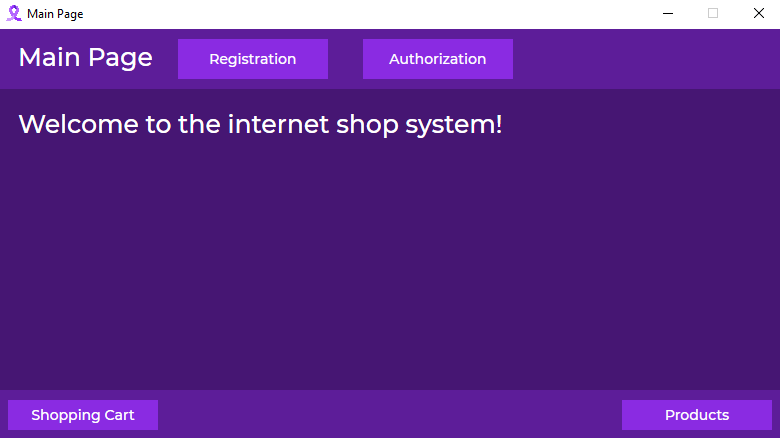 Main Page
Main Page
Registration
Authorization
Welcome to the internet shop system!
Shopping Cart
Products